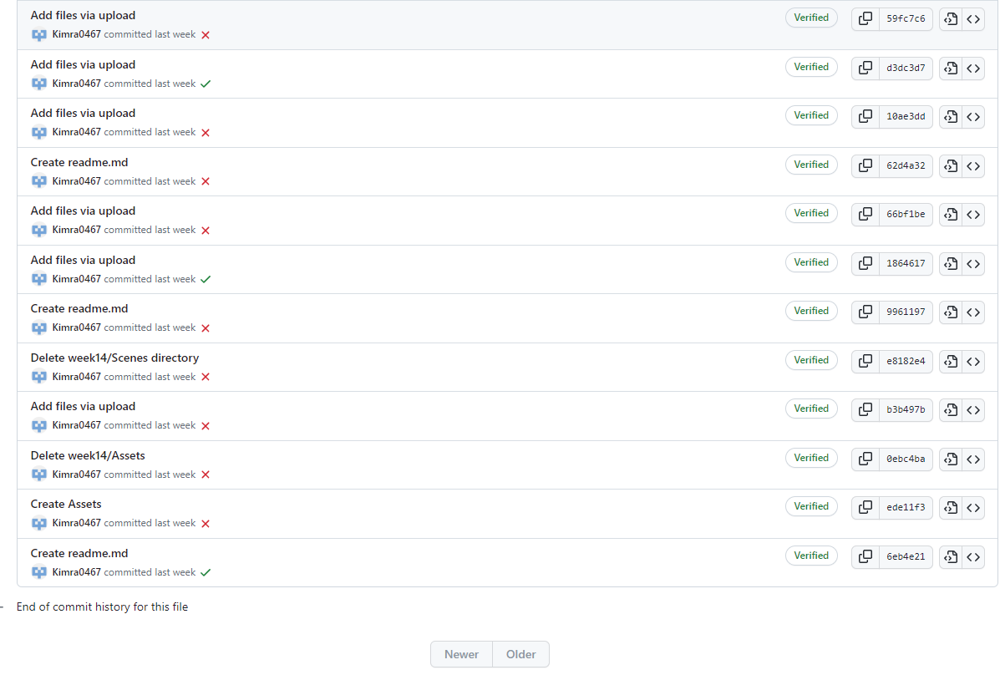 Add files via upload
Kimra0467 committed last week
Verified
59fc7c6
Add files via upload
Kimra0467 committed last week
Verified
d3dc3d7
Add files via upload
Kimra0467 committed last week
Verified
10ae3dd
Create readme.md
Kimra0467 committed last week
Verified
62d4a32
Add files via upload
Kimra0467 committed last week
Verified
66bf1be
Add files via upload
Kimra0467 committed last week
Verified
1864617
Create readme.md
Kimra0467 committed last week
Verified
9961197
Delete week14/Scenes directory
Kimra0467 committed last week
Verified
e8182e4
Add files via upload
Kimra0467 committed last week
Verified
b3b497b
Delete week14/Assets
Kimra0467 committed last week
Verified
0ebc4ba
Create Assets
Kimra0467 committed last week
Verified
ede11f3
Create readme.md
Kimra0467 committed last week
Verified
6eb4e21
End of commit history for this file
Newer
Older